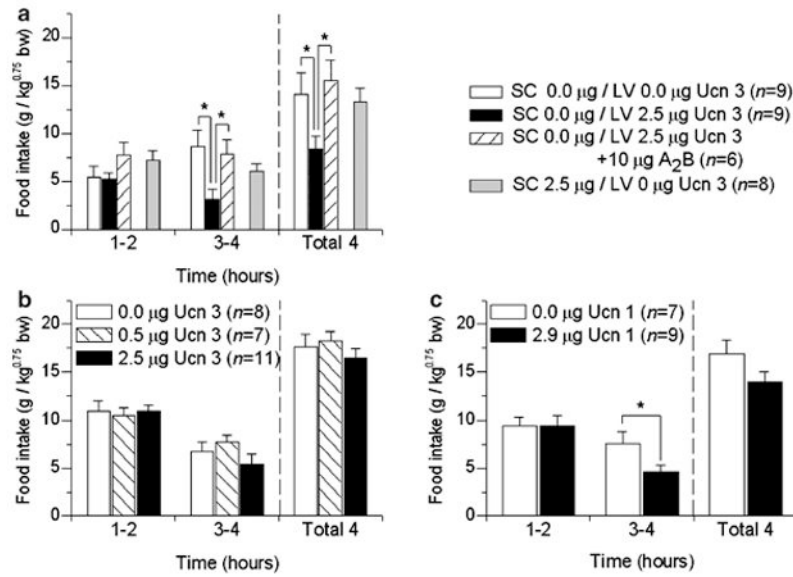 a
Food intake (g / kg^0.75 bw)
20
15
10
5
0
* * * *
1-2 3-4 Total 4
Time (hours)
SC 0.0 µg / LV 0.0 µg Ucn 3 (n=9)
SC 0.0 µg / LV 2.5 µg Ucn 3 (n=9)
SC 0.0 µg / LV 2.5 µg Ucn 3
+10 µg A₂B (n=6)
SC 2.5 µg / LV 0 µg Ucn 3 (n=8)
b
Food intake (g / kg^0.75 bw)
20
15
10
5
0
0.0 µg Ucn 3 (n=8)
0.5 µg Ucn 3 (n=7)
2.5 µg Ucn 3 (n=11)
1-2 3-4 Total 4
Time (hours)
c
Food intake (g / kg^0.75 bw)
20
15
10
5
0
0.0 µg Ucn 1 (n=7)
2.9 µg Ucn 1 (n=9)
*
1-2 3-4 Total 4
Time (hours)